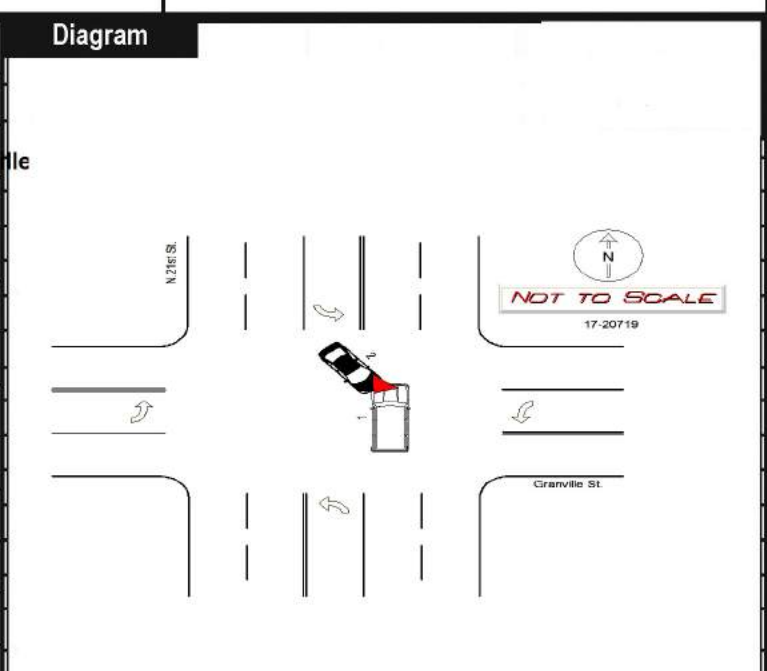 Diagram
lle
N 21st St.
N
NOT TO SCALE
17-20719
2
1
Granville St.